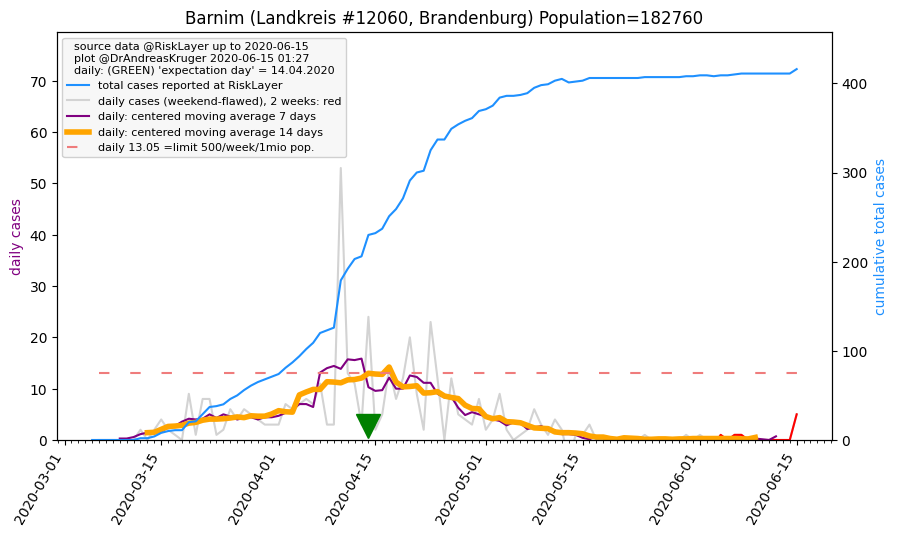 Barnim (Landkreis #12060, Brandenburg) Population=182760
source data @RiskLayer up to 2020-06-15
plot @DrAndreasKruger 2020-06-15 01:27
daily: (GREEN) 'expectation day' = 14.04.2020
total cases reported at RiskLayer
daily cases (weekend-flawed), 2 weeks: red
daily: centered moving average 7 days
daily: centered moving average 14 days
daily 13.05 =limit 500/week/1mio pop.
daily cases
70
60
50
40
30
20
10
0
cumulative total cases
400
300
200
100
0
2020-03-01
2020-03-15
2020-04-01
2020-04-15
2020-05-01
2020-05-15
2020-06-01
2020-06-15